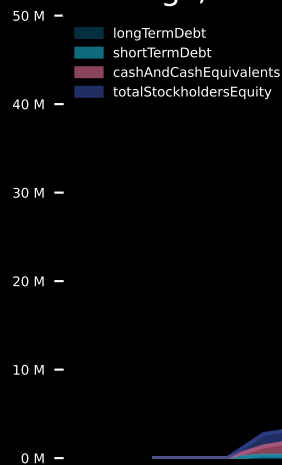 50 M
longTermDebt
shortTermDebt
cashAndCashEquivalents
totalStockholdersEquity
40 M
30 M
20 M
10 M
0 M